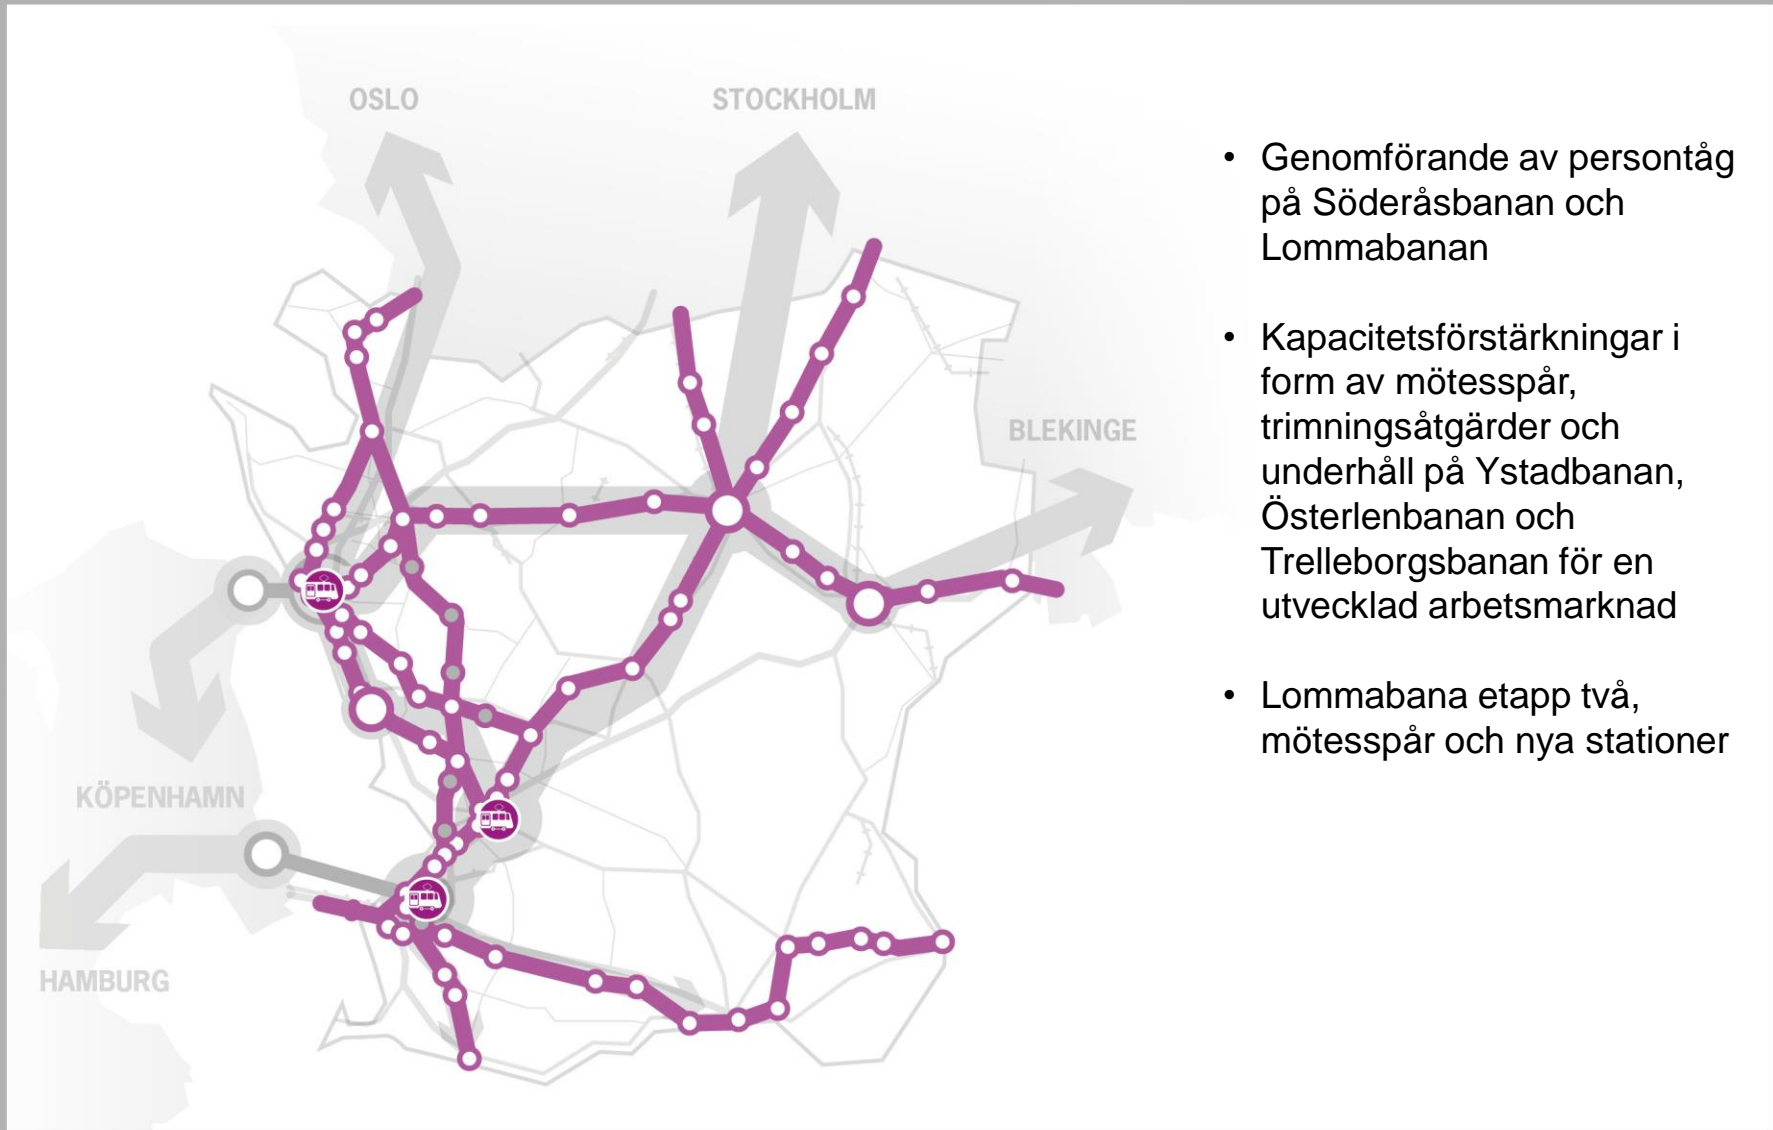 OSLO
STOCKHOLM
BLEKINGE
KÖPENHAMN
HAMBURG
• Genomförande av persontåg
på Söderåsbanan och
Lommabanan
• Kapacitetsförstärkningar i
form av mötesspår,
trimningsåtgärder och
underhåll på Ystadbanan,
Österlenbanan och
Trelleborgsbanan för en
utvecklad arbetsmarknad
• Lommabana etapp två,
mötesspår och nya stationer